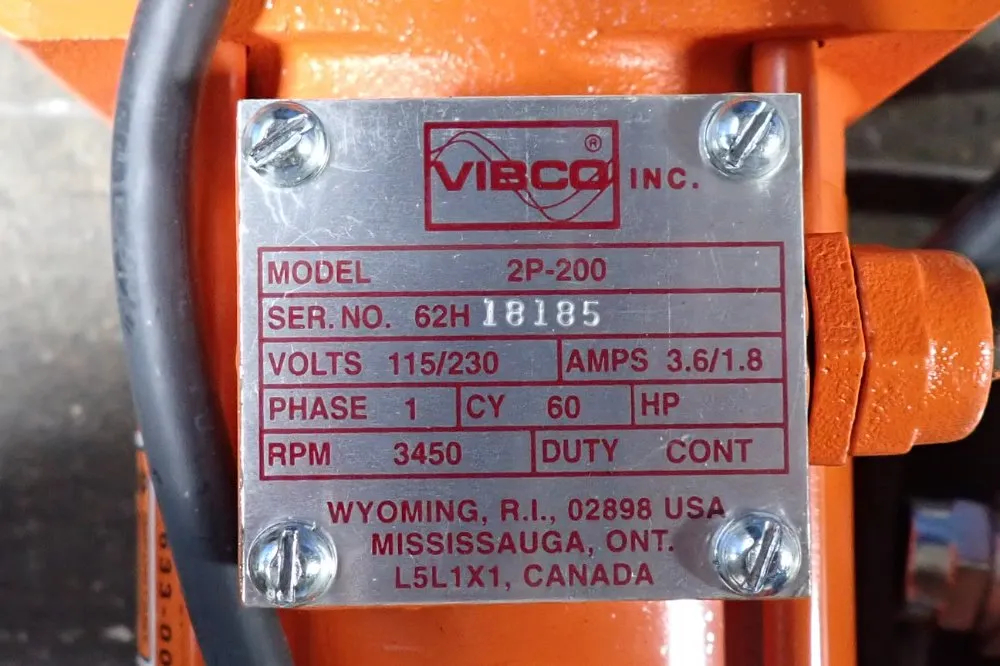 VIBCO ® INC.
MODEL 2P-200
SER. NO. 62H 18185
VOLTS 115/230 AMPS 3.6/1.8
PHASE 1 CY 60 HP
RPM 3450 DUTY CONT
WYOMING, R.I., 02898 USA
MISSISSAUGA, ONT.
L5L1X1, CANADA